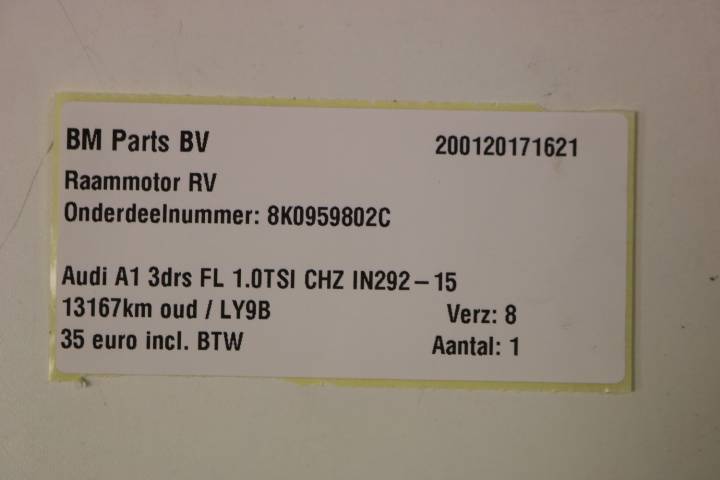 BM Parts BV 200120171621
Raammotor RV
Onderdeelnummer: 8K0959802C
Audi A1 3drs FL 1.0TSI CHZ IN292-15
13167km oud / LY9B Verz: 8
35 euro incl. BTW Aantal: 1